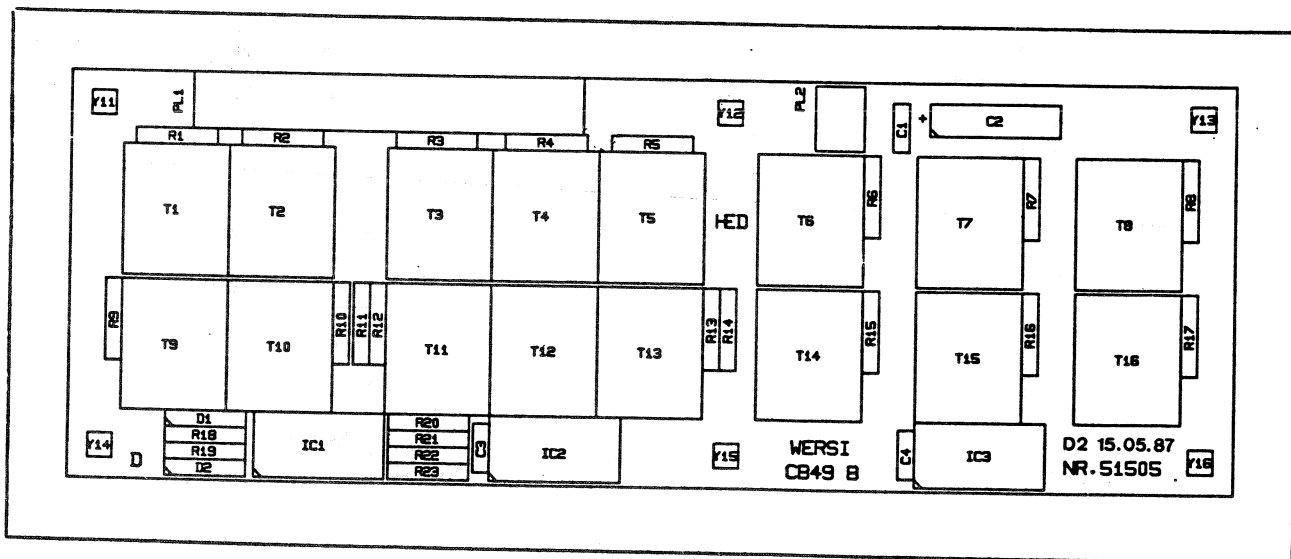 Y11
PL1
Y12
PL2
C1
+
C2
Y13
R1
R2
R3
R4
R5
T1
T2
T3
T4
T5
HED
T6
R6
T7
R7
T8
R8
R9
T9
T10
R10
R11
R12
T11
T12
T13
R13
R14
T14
R15
T15
R16
T16
R17
Y14
D
D1
R18
R19
D2
IC1
R20
R21
R22
R23
C3
IC2
Y15
WERSI
CB49 B
C4
IC3
D2 15.05.87
NR.51505
Y16